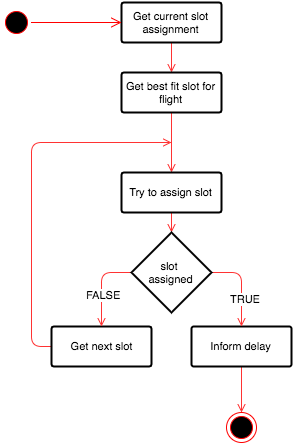 Get current slot
assignment
Get best fit slot for
flight
Try to assign slot
slot
assigned
FALSE
TRUE
Get next slot
Inform delay